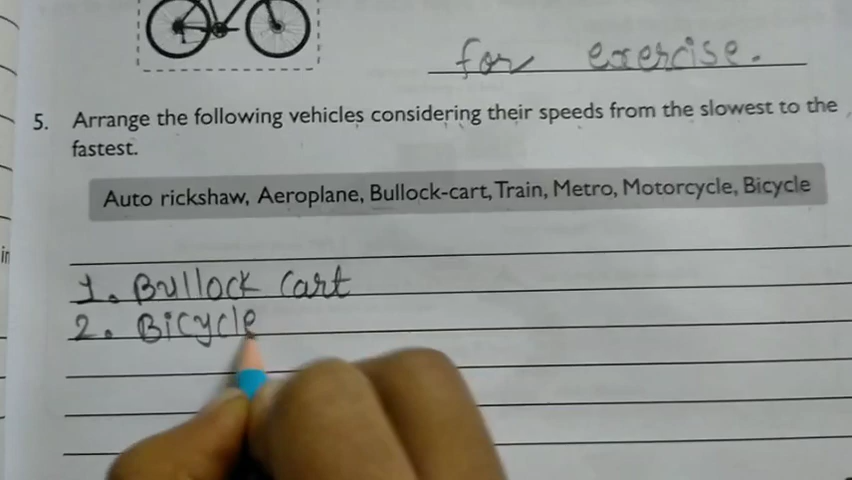 for exercise.
5. Arrange the following vehicles considering their speeds from the slowest to the
fastest.
Auto rickshaw, Aeroplane, Bullock-cart, Train, Metro, Motorcycle, Bicycle
1. Bullock cart
2. Bicycle